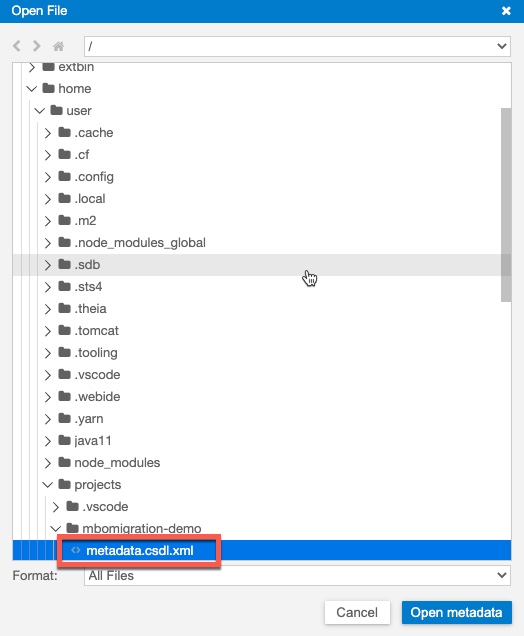 Open File
/
extbin
home
user
.cache
.cf
.config
.local
.m2
.node_modules_global
.sdb
.sts4
.theia
.tomcat
.tooling
.vscode
.webide
.yarn
java11
node_modules
projects
.vscode
mbomigration-demo
metadata.csdl.xml
Format: All Files
Cancel Open metadata